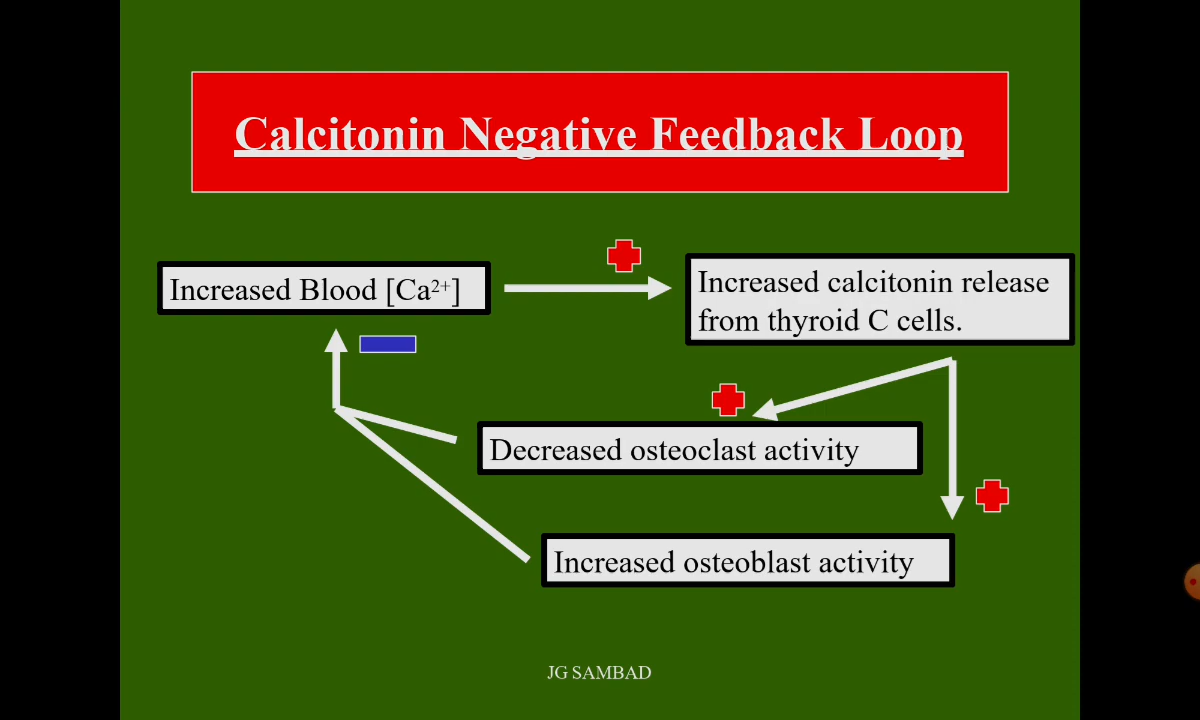 Calcitonin Negative Feedback Loop
Increased Blood [Ca²⁺]
Increased calcitonin release
from thyroid C cells.
Decreased osteoclast activity
Increased osteoblast activity
JG SAMBAD